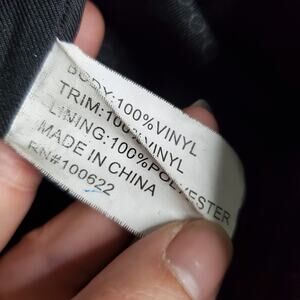 BODY:100%VINYL
TRIM:100%VINYL
LINING:100%POLYESTER
MADE IN CHINA
RN#100622